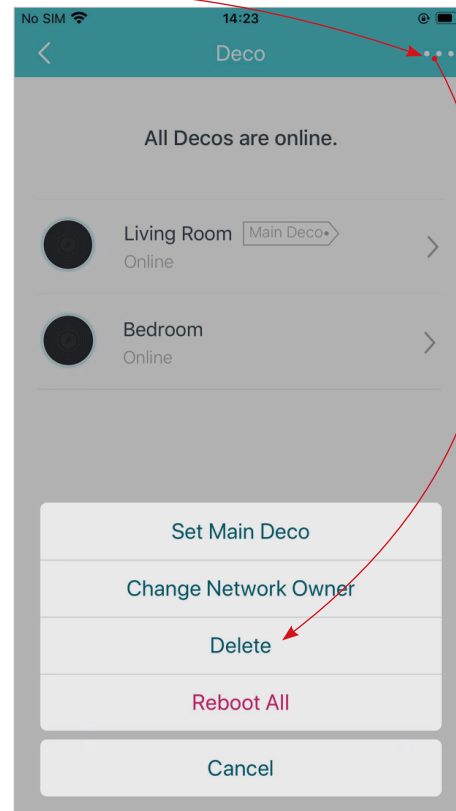 No SIM 14:23
Deco
All Decos are online.
Living Room Main Deco
Online
Bedroom
Online
Set Main Deco
Change Network Owner
Delete
Reboot All
Cancel